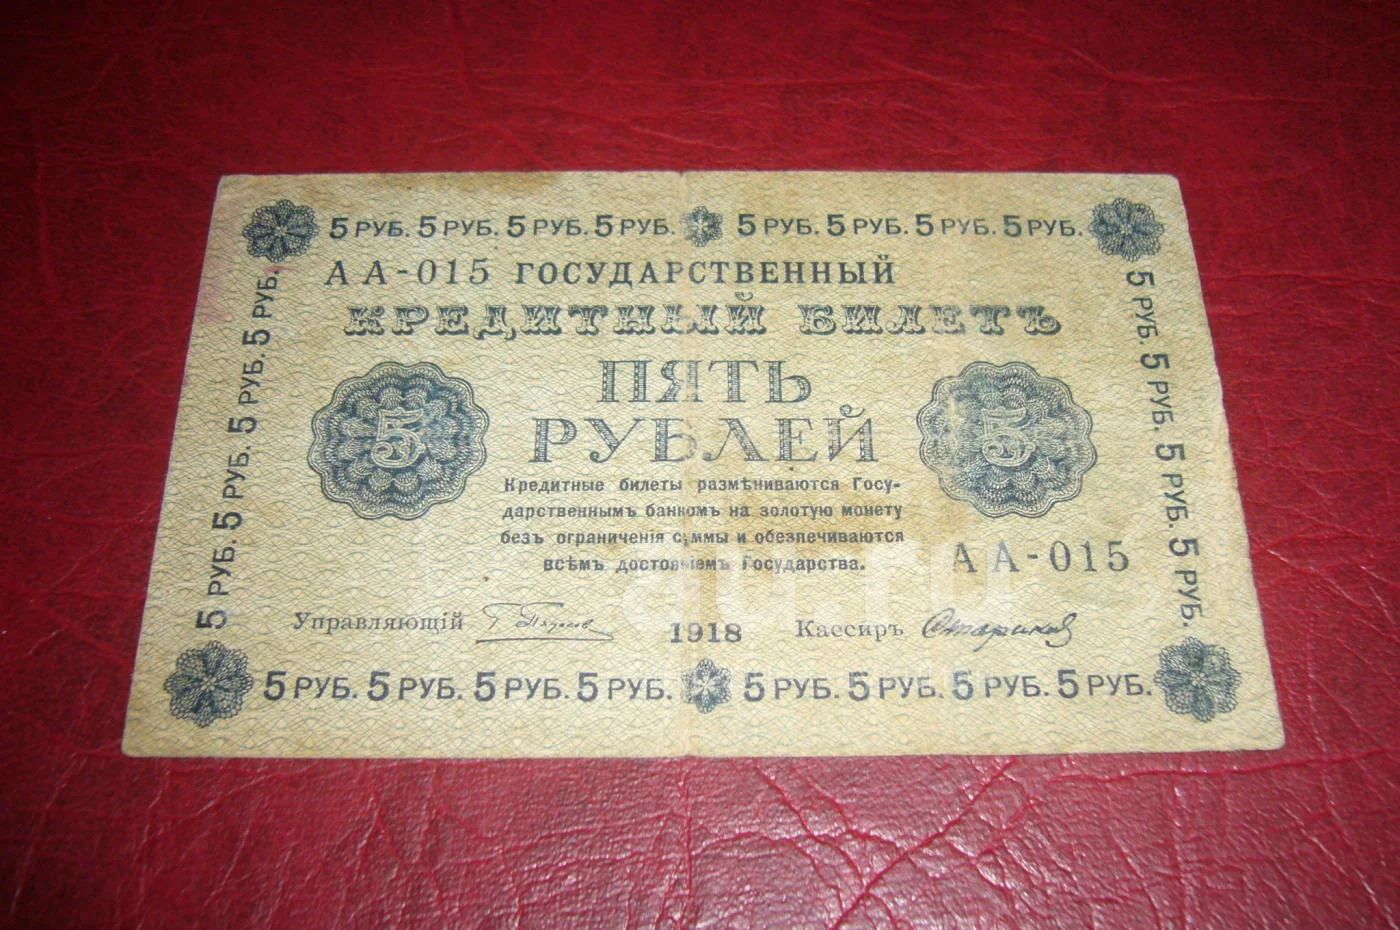 5 РУБ. 5 РУБ. 5 РУБ. 5 РУБ. 5 РУБ. 5 РУБ. 5 РУБ. 5 РУБ.
АА-015 ГОСУДАРСТВЕННЫЙ
КРЕДИТНЫЙ БИЛЕТЪ
ПЯТЬ
РУБЛЕЙ
5
5
Кредитные билеты размѣниваются Госу-
дарственнымъ банкомъ на золотую монету
безъ ограниченія суммы и обезпечиваются
всѣмъ достояніемъ Государства.
АА-015
Управляющій
1918
Кассиръ
5 РУБ. 5 РУБ. 5 РУБ. 5 РУБ.
5 РУБ. 5 РУБ. 5 РУБ. 5 РУБ.
5 РУБ. 5 РУБ. 5 РУБ. 5 РУБ. 5 РУБ. 5 РУБ. 5 РУБ. 5 РУБ.
au.ru